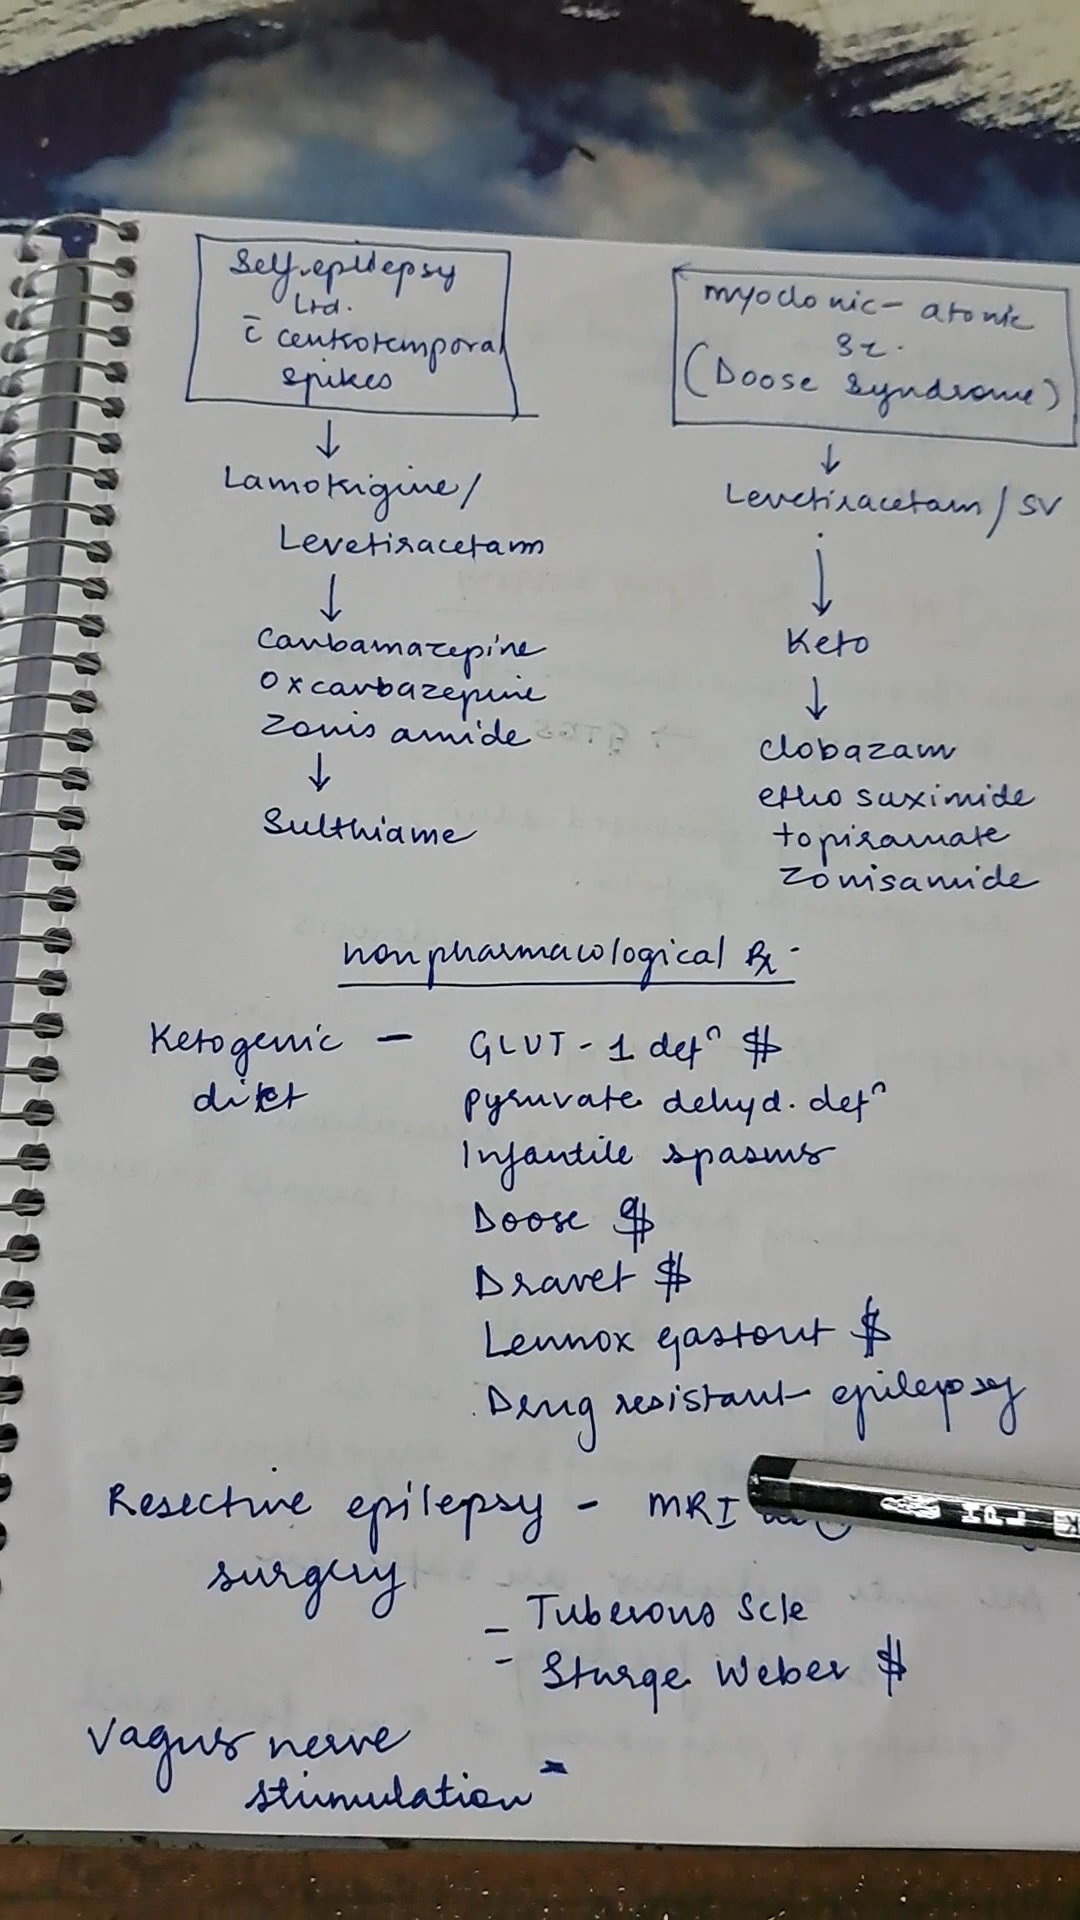 Self. epilepsy
Ltd.
c̄ centrotemporal
spikes
↓
Lamotrigine/
Levetiracetam
↓
Carbamazepine
Oxcarbazepine
Zonisamide
↓
Sulthiame
myoclonic-atonic
Sz.
(Doose Syndrome)
↓
Levetiracetam/SV
↓
Keto
↓
clobazam
ethosuximide
topiramate
zonisamide
nonpharmacological Rx-
Ketogenic - GLUT-1 defⁿ $
diet pyruvate dehyd. defⁿ
Infantile spasms
Doose $
Dravet $
Lennox gastout $
Drug resistant epilepsy
Resective epilepsy - MRI
surgery
- Tuberous Scle
- Sturge Weber $
Vagus nerve
stimulation -